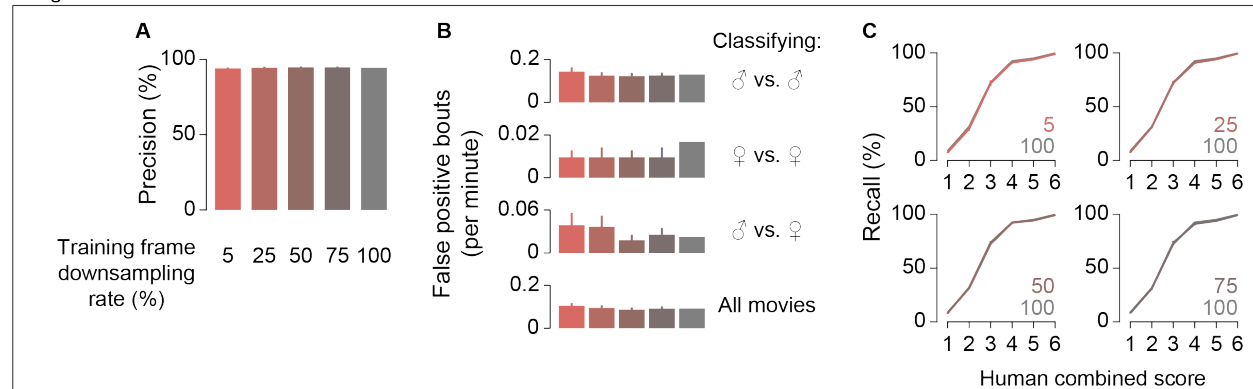 A
100
50
0
Precision (%)
Training frame
downsampling
rate (%)
5 25 50 75 100
B
Classifying:
False positive bouts
(per minute)
0.2
0
♂ vs. ♂
0.02
0
♀ vs. ♀
0.06
0
♂ vs. ♀
0.2
0
All movies
C
Recall (%)
100
50
0
5
100
1 2 3 4 5 6
100
50
0
25
100
1 2 3 4 5 6
100
50
0
50
100
1 2 3 4 5 6
100
50
0
75
100
1 2 3 4 5 6
Human combined score